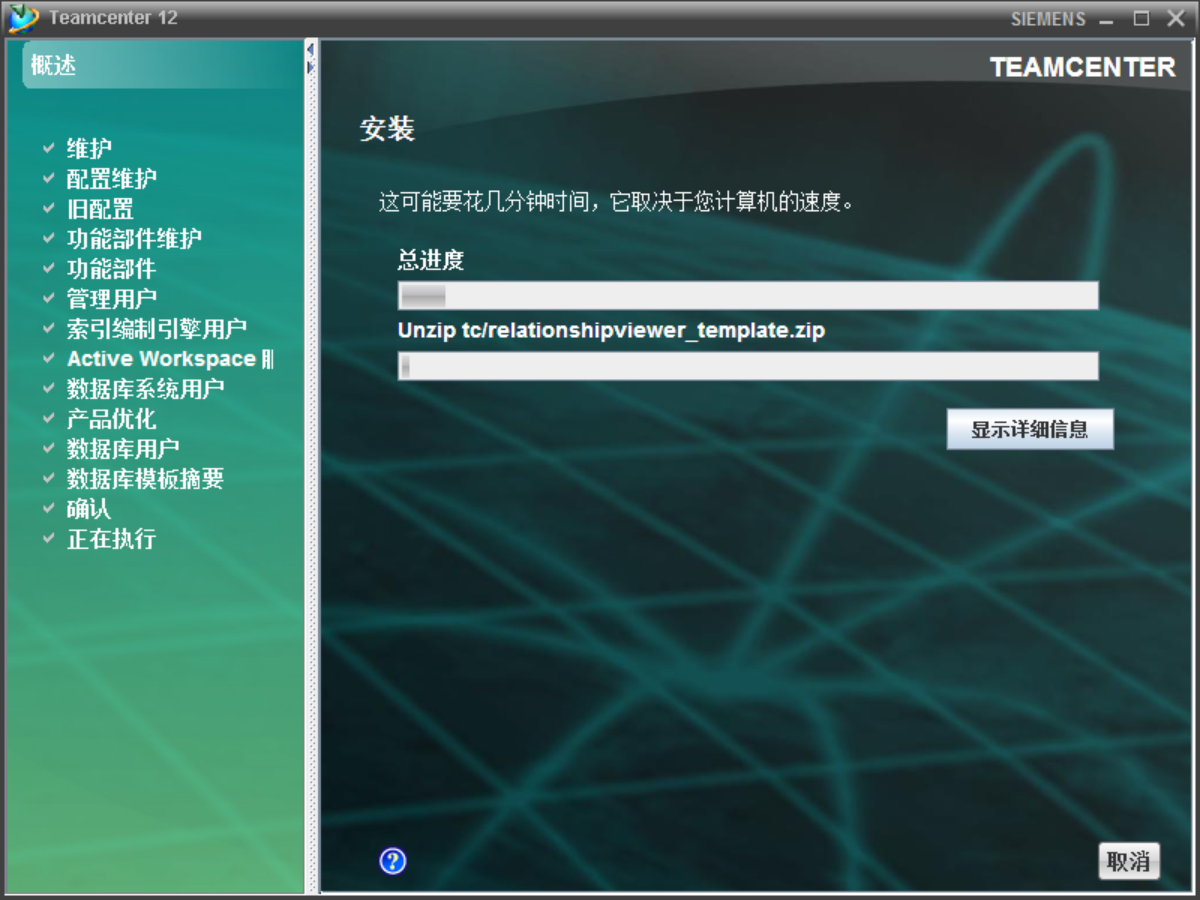 Teamcenter 12
SIEMENS
概述
维护
配置维护
旧配置
功能部件维护
功能部件
管理用户
索引编制引擎用户
Active Workspace
数据库系统用户
产品优化
数据库用户
数据库模板摘要
确认
正在执行
TEAMCENTER
安装
这可能要花几分钟时间，它取决于您计算机的速度。
总进度
Unzip tc/relationshipviewer_template.zip
显示详细信息
?
取消